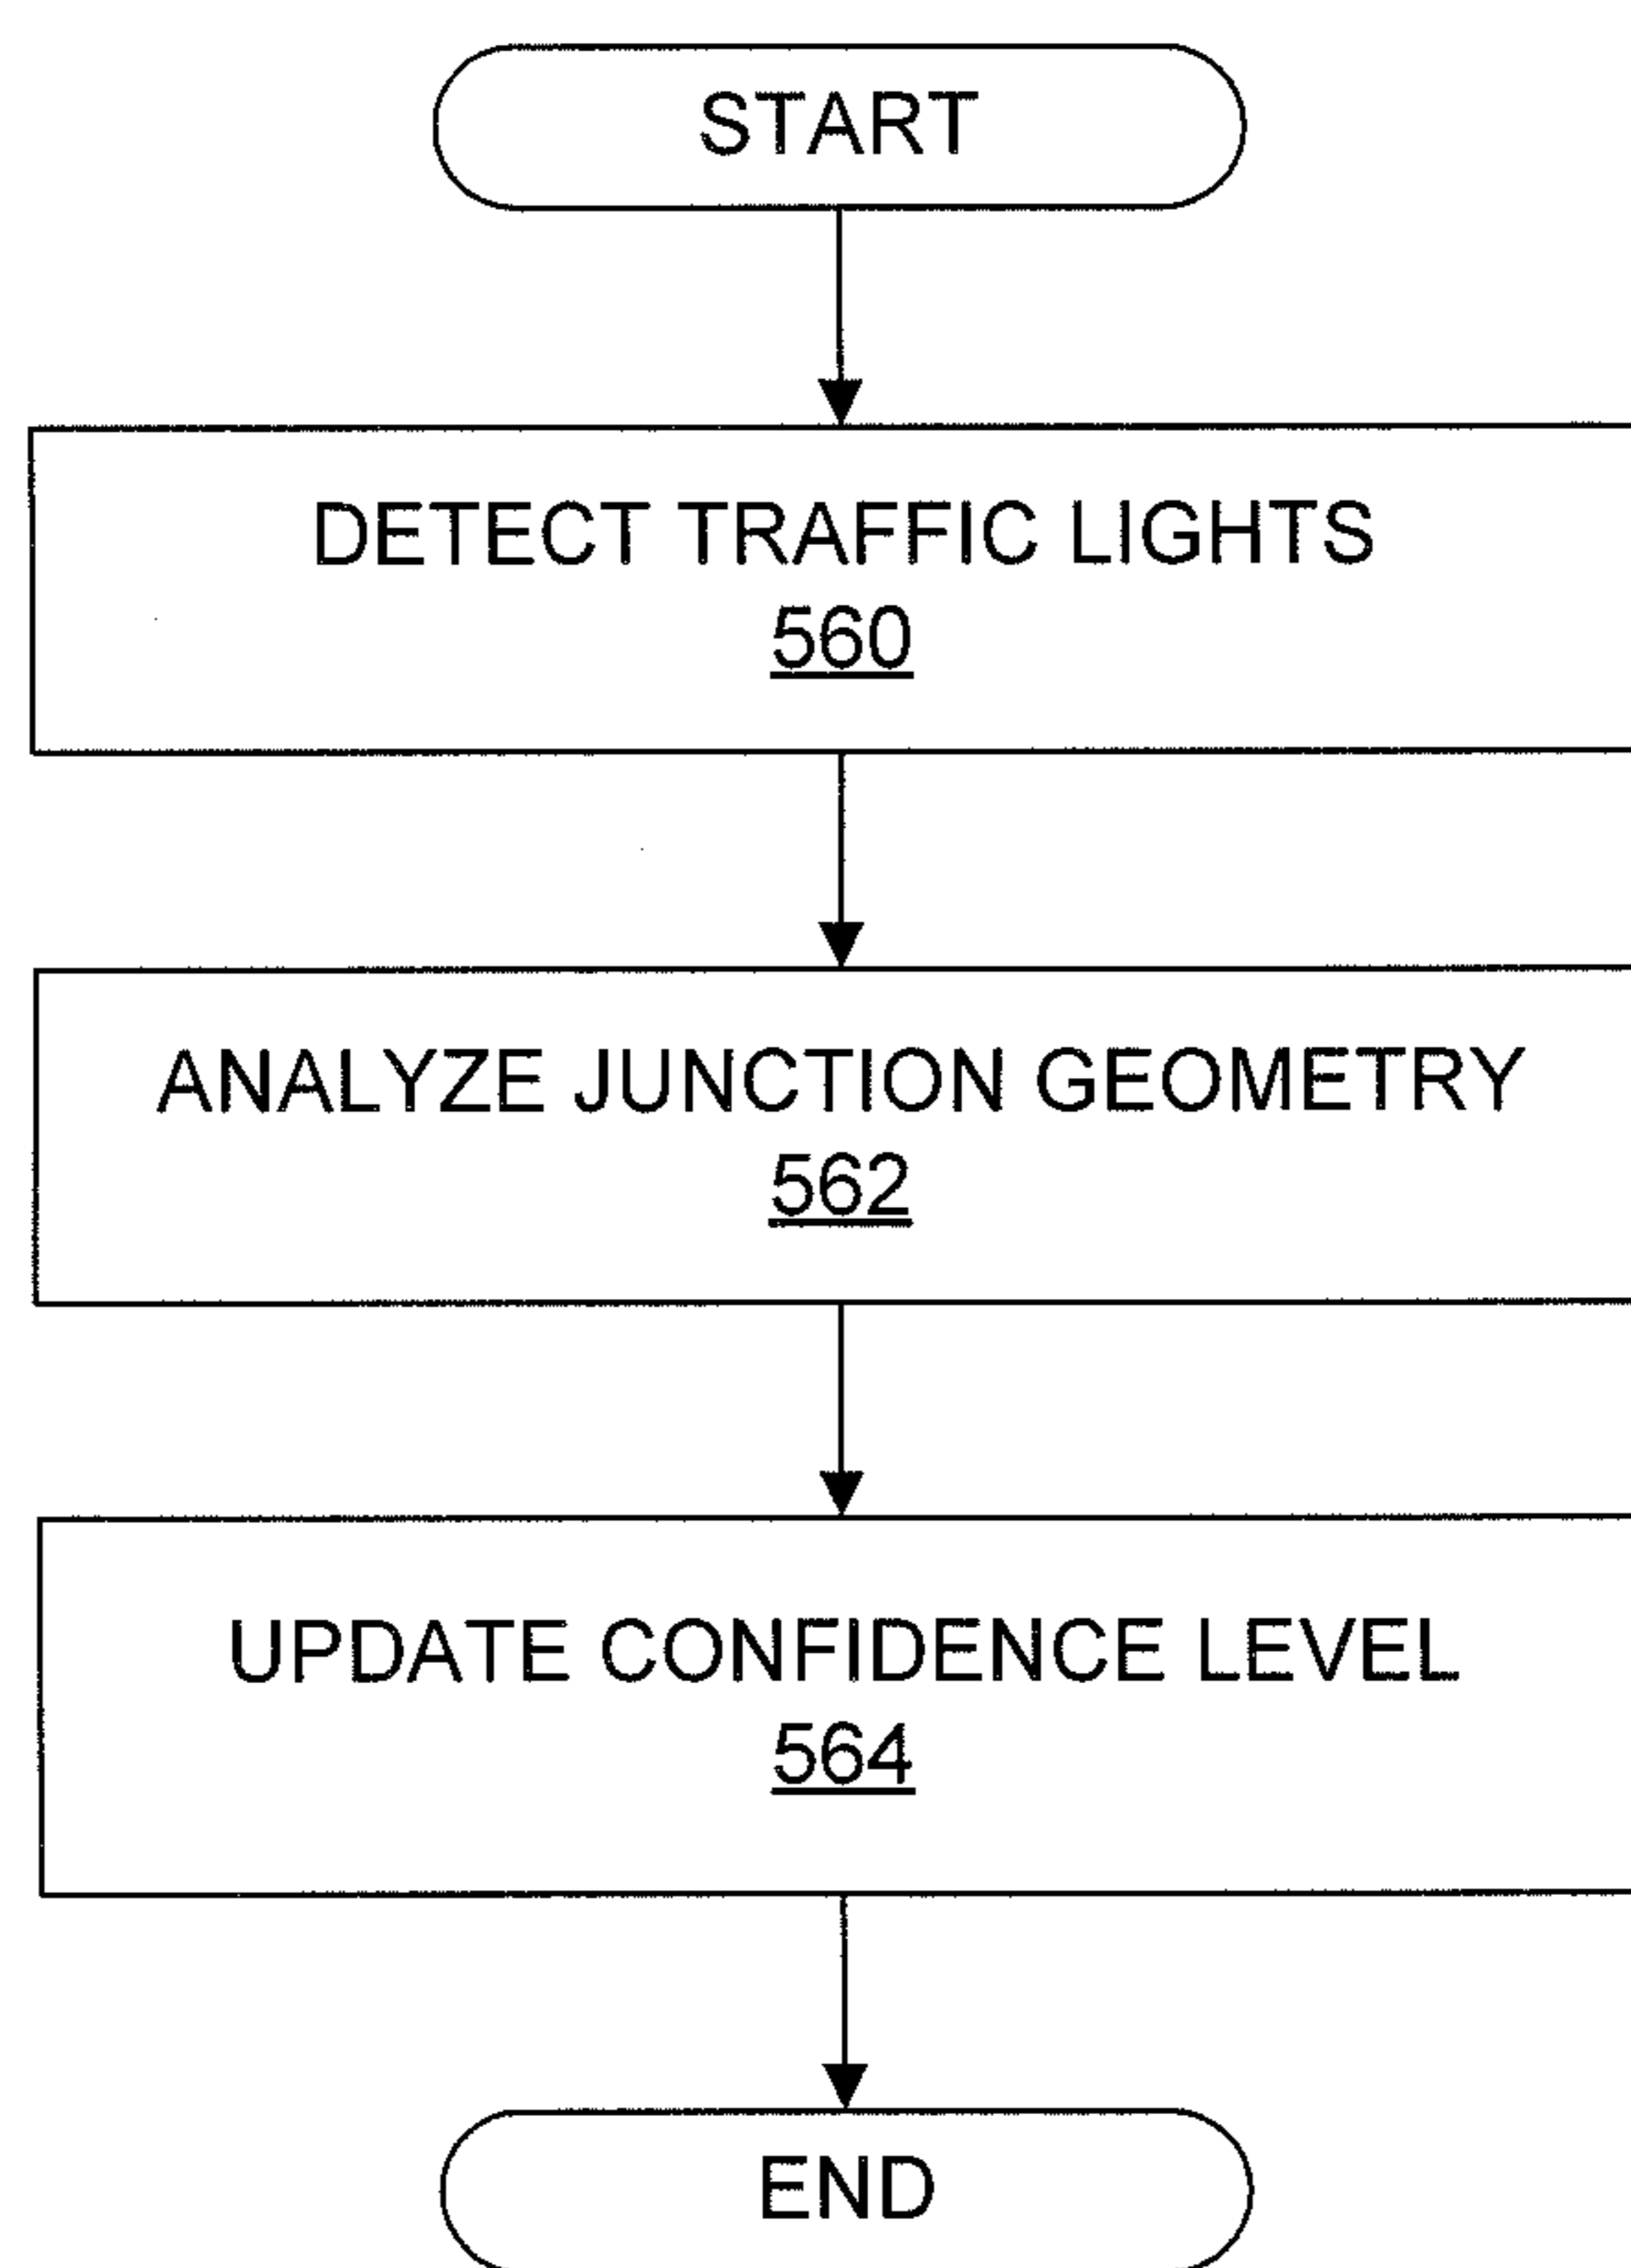 START
DETECT TRAFFIC LIGHTS
560
ANALYZE JUNCTION GEOMETRY
562
UPDATE CONFIDENCE LEVEL
564
END